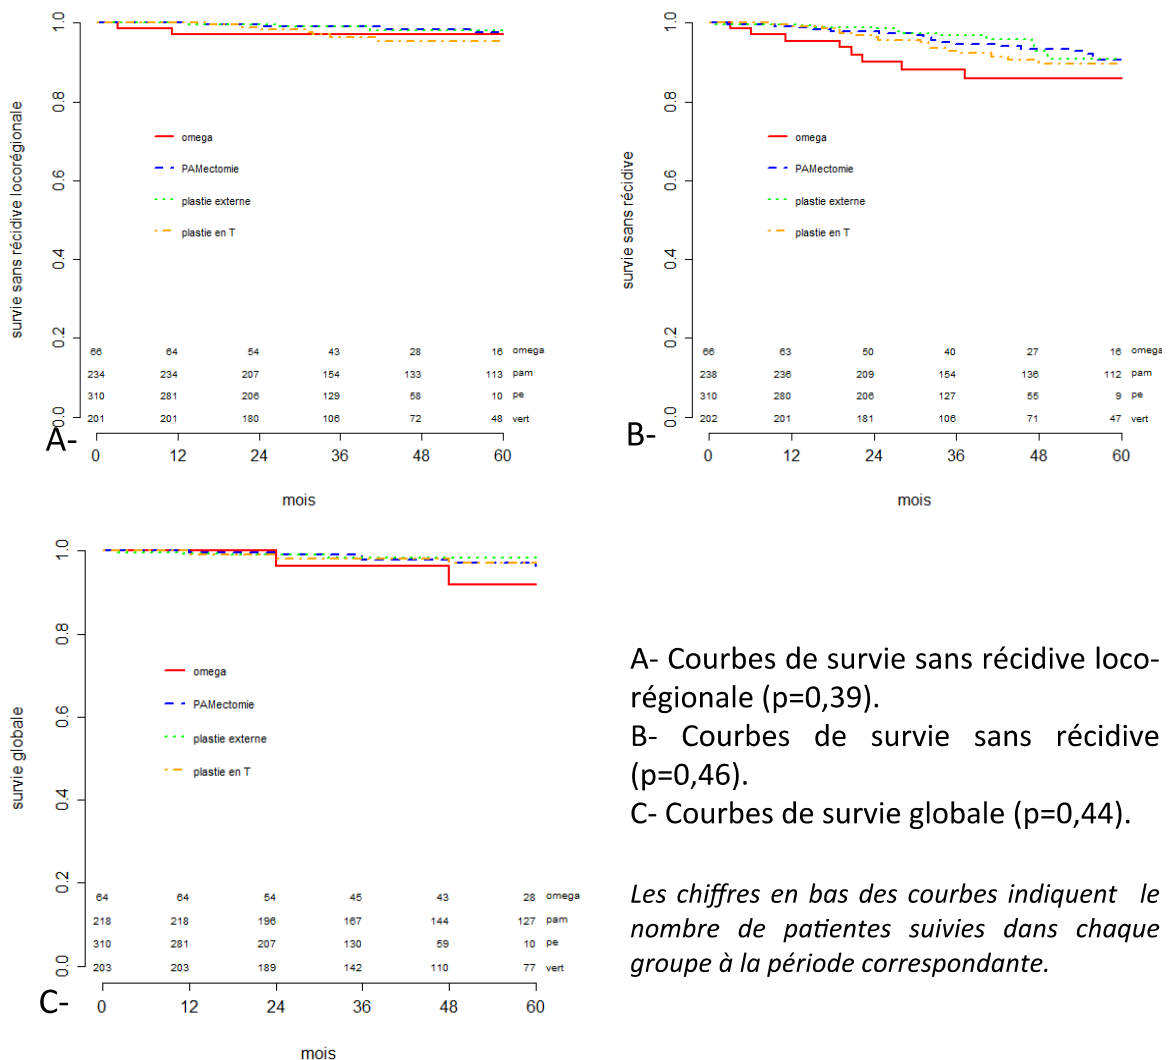 survie sans récidive locorégionale
1.0
0.8
0.6
0.4
0.2
0.0
omega
PAMectomie
plastie externe
plastie en T
66 64 54 43 28 16 omega
234 234 207 154 133 113 pam
310 281 206 129 58 10 pe
201 201 180 106 72 48 vert
A-
0 12 24 36 48 60
mois
survie sans récidive
1.0
0.8
0.6
0.4
0.2
0.0
omega
PAMectomie
plastie externe
plastie en T
66 63 50 40 27 16 omega
238 236 209 154 136 112 pam
310 280 206 127 55 9 pe
202 201 181 106 71 47 vert
B-
0 12 24 36 48 60
mois
survie globale
1.0
0.8
0.6
0.4
0.2
0.0
omega
PAMectomie
plastie externe
plastie en T
64 64 54 45 43 28 omega
218 218 196 167 144 127 pam
310 281 207 130 59 10 pe
203 203 189 142 110 77 vert
C-
0 12 24 36 48 60
mois
A- Courbes de survie sans récidive loco-
régionale (p=0,39).
B- Courbes de survie sans récidive
(p=0,46).
C- Courbes de survie globale (p=0,44).
Les chiffres en bas des courbes indiquent le
nombre de patientes suivies dans chaque
groupe à la période correspondante.